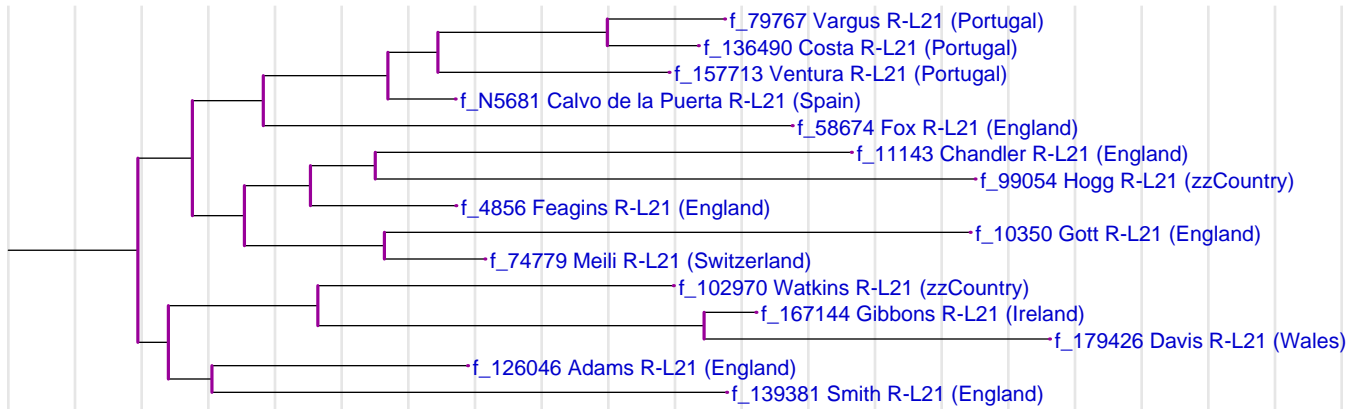 f_79767 Vargus R-L21 (Portugal)
f_136490 Costa R-L21 (Portugal)
f_157713 Ventura R-L21 (Portugal)
f_N5681 Calvo de la Puerta R-L21 (Spain)
f_58674 Fox R-L21 (England)
f_11143 Chandler R-L21 (England)
f_99054 Hogg R-L21 (zzCountry)
f_4856 Feagins R-L21 (England)
f_10350 Gott R-L21 (England)
f_74779 Meili R-L21 (Switzerland)
f_102970 Watkins R-L21 (zzCountry)
f_167144 Gibbons R-L21 (Ireland)
f_179426 Davis R-L21 (Wales)
f_126046 Adams R-L21 (England)
f_139381 Smith R-L21 (England)